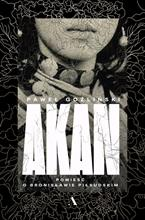 PAWEŁ GOŹLIŃSKI
AKAN
POWIEŚĆ
O BRONISŁAWIE PIŁSUDSKIM
A